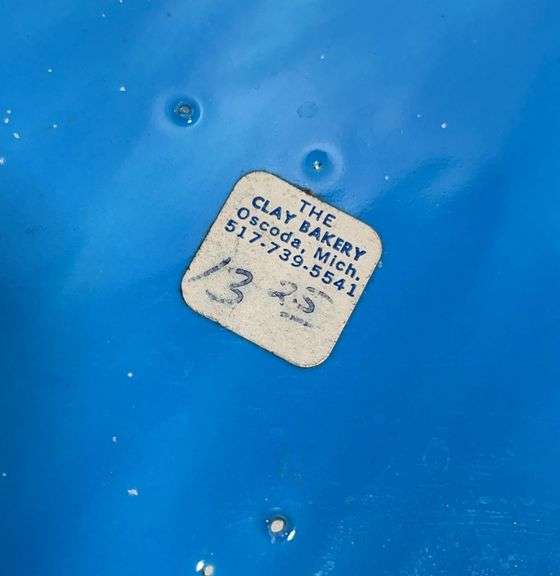 THE
CLAY BAKERY
Oscoda, Mich.
517-739-5541
13 25